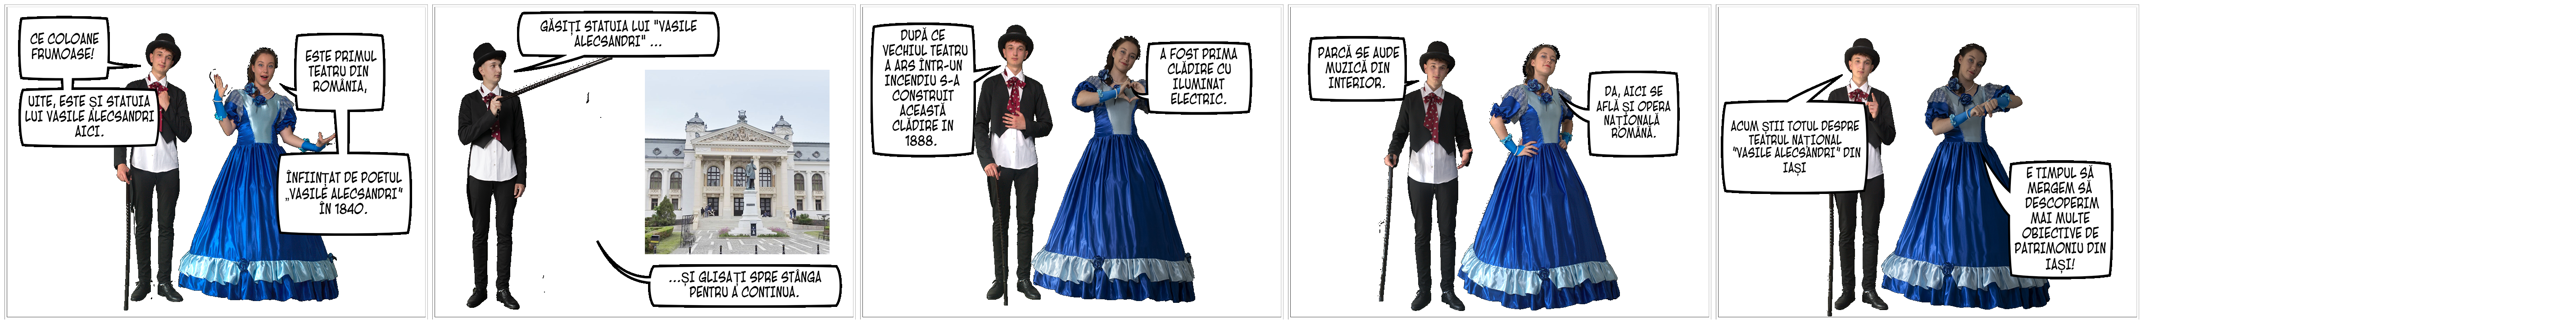 CE COLOANE
FRUMOASE!
UITE, ESTE ȘI STATUIA
LUI VASILE ALECSANDRI
AICI.
ESTE PRIMUL
TEATRU DIN
ROMÂNIA,
ÎNFIINȚAT DE POETUL
„VASILE ALECSANDRI"
ÎN 1840.
GĂSIȚI STATUIA LUI "VASILE
ALECSANDRI" ...
...ȘI GLISAȚI SPRE STÂNGA
PENTRU A CONTINUA.
DUPĂ CE
VECHIUL TEATRU
A ARS ÎNTR-UN
INCENDIU S-A
CONSTRUIT
ACEASTĂ
CLĂDIRE IN
1888.
A FOST PRIMA
CLĂDIRE CU
ILUMINAT
ELECTRIC.
PARCĂ SE AUDE
MUZICĂ DIN
INTERIOR.
DA, AICI SE
AFLĂ ȘI OPERA
NAȚIONALĂ
ROMÂNĂ.
ACUM ȘTII TOTUL DESPRE
TEATRUL NAȚIONAL
"VASILE ALECSANDRI" DIN
IAȘI
E TIMPUL SĂ
MERGEM SĂ
DESCOPERIM
MAI MULTE
OBIECTIVE DE
PATRIMONIU DIN
IAȘI!